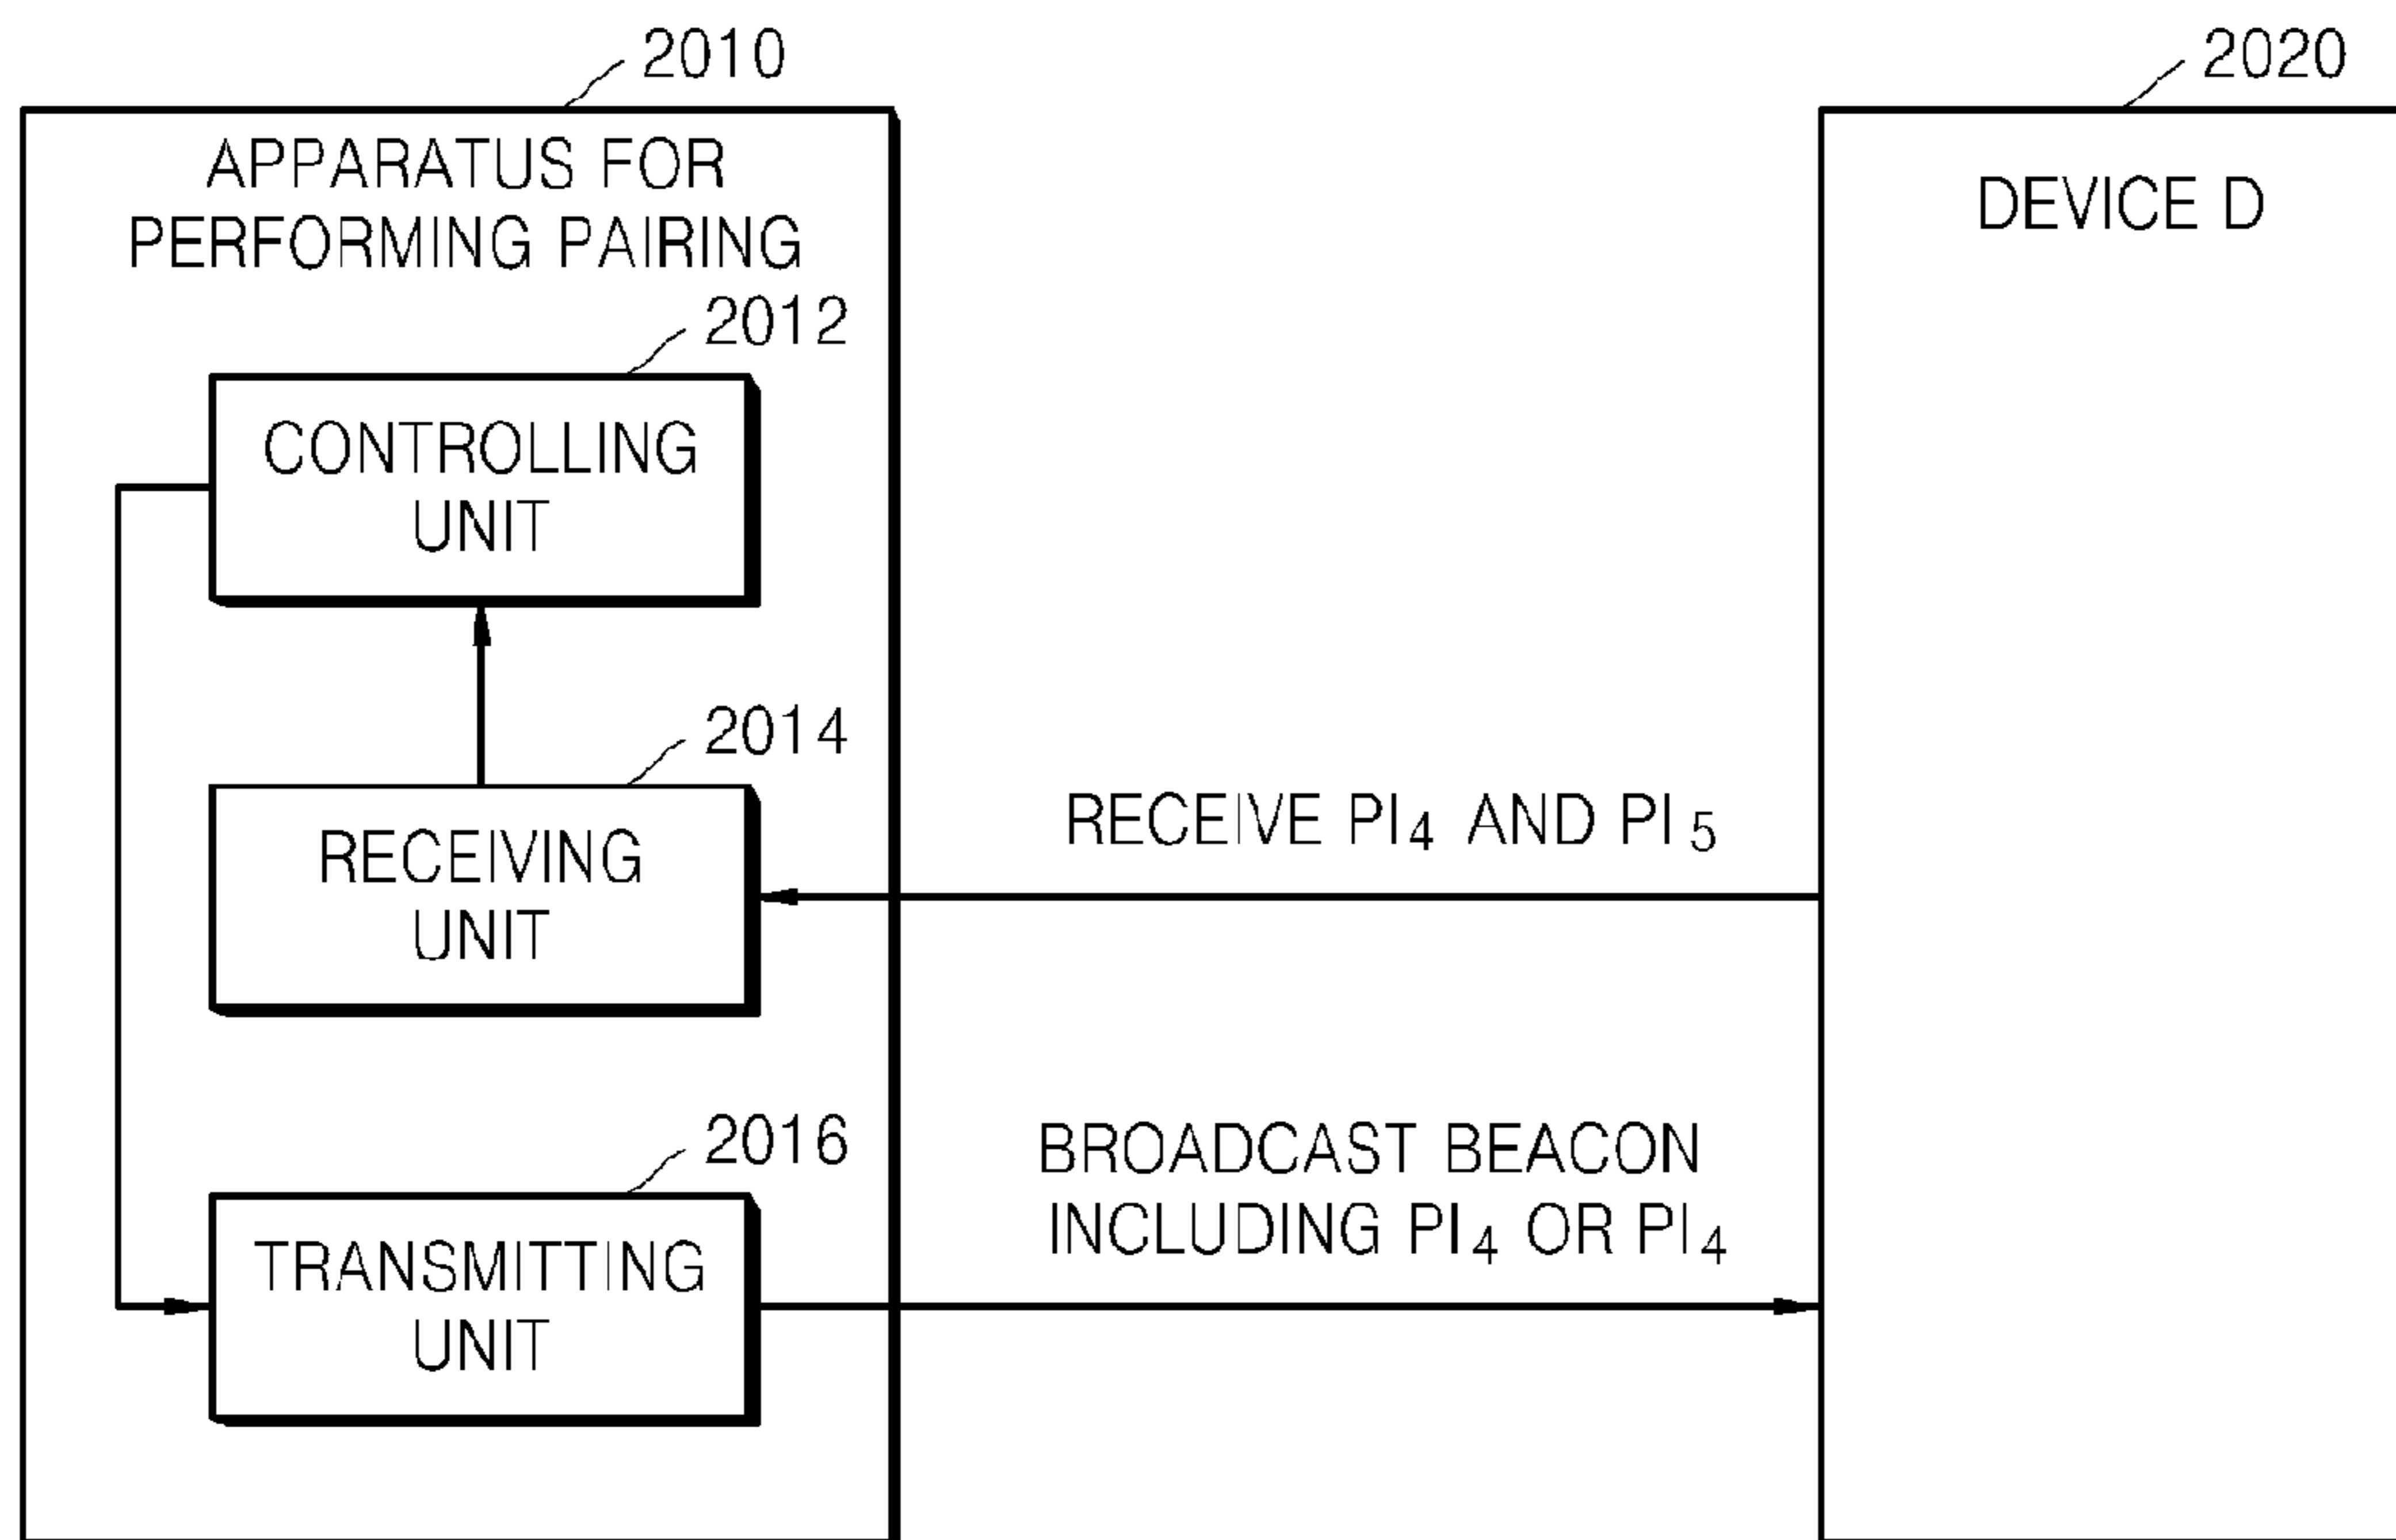 2010
2020
APPARATUS FOR
PERFORMING PAIRING
DEVICE D
2012
CONTROLLING
UNIT
2014
RECEIVING
UNIT
RECEIVE PI4 AND PI5
2016
BROADCAST BEACON
INCLUDING PI4 OR PI4
TRANSMITTING
UNIT